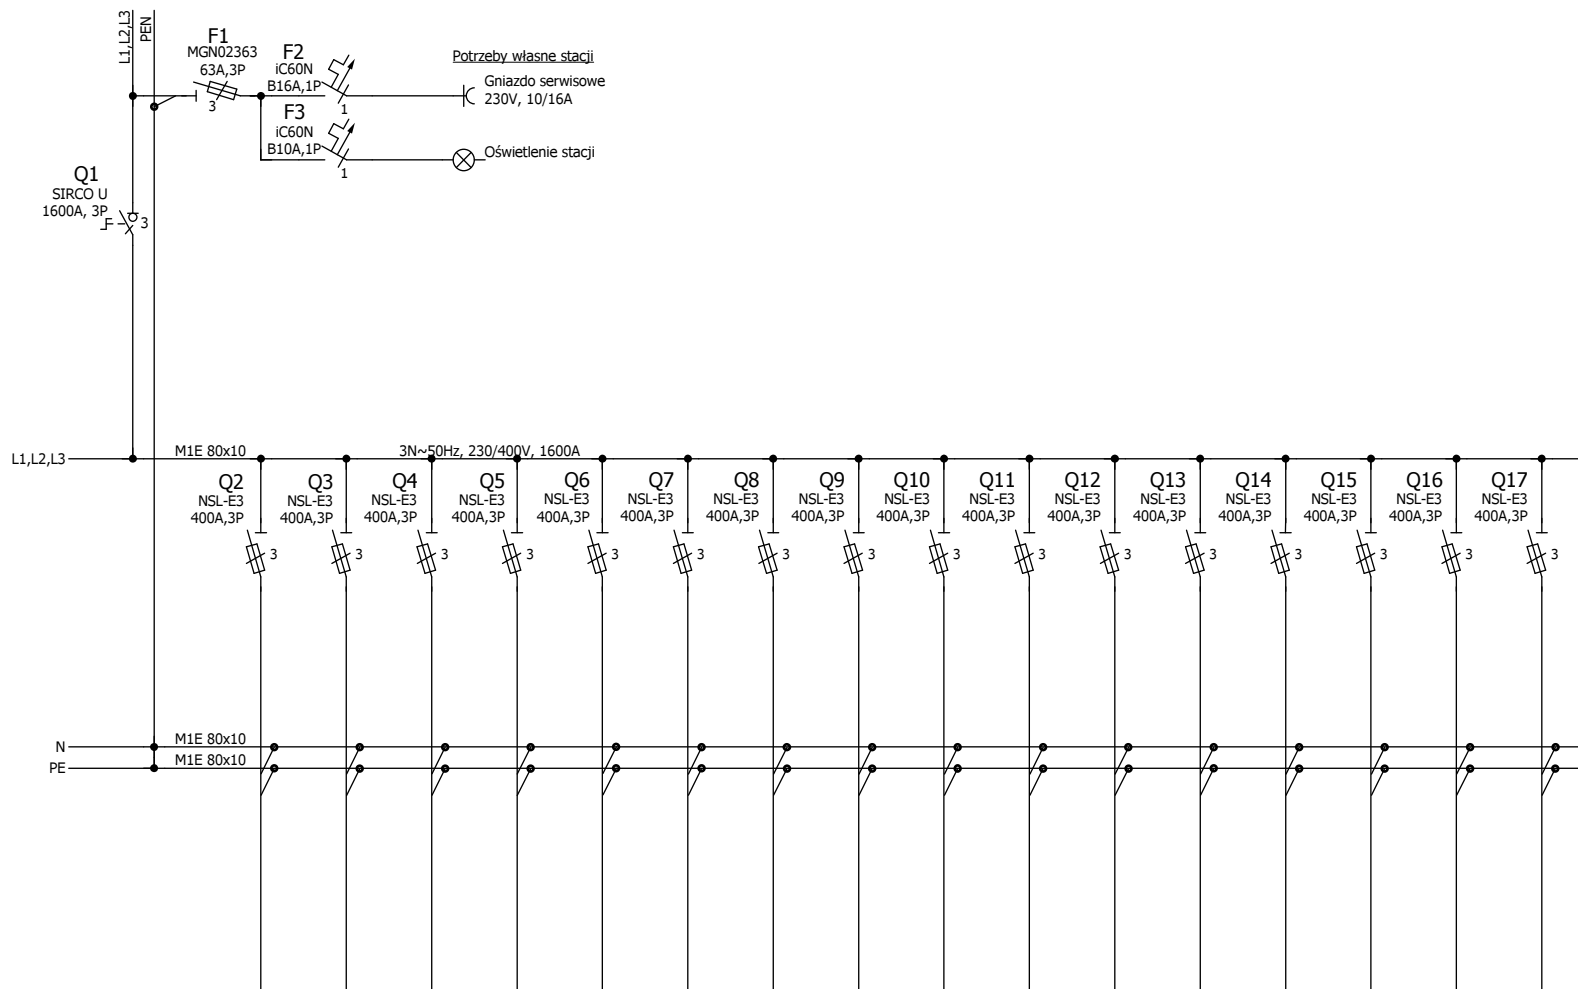 L1,L2,L3
PEN
F1
MGN02363
63A,3P
3
F2
iC60N
B16A,1P
1
Potrzeby własne stacji
Gniazdo serwisowe
230V, 10/16A
F3
iC60N
B10A,1P
1
Oświetlenie stacji
Q1
SIRCO U
1600A, 3P
3
L1,L2,L3
M1E 80x10
3N~50Hz, 230/400V, 1600A
Q2
NSL-E3
400A,3P
3
Q3
NSL-E3
400A,3P
3
Q4
NSL-E3
400A,3P
3
Q5
NSL-E3
400A,3P
3
Q6
NSL-E3
400A,3P
3
Q7
NSL-E3
400A,3P
3
Q8
NSL-E3
400A,3P
3
Q9
NSL-E3
400A,3P
3
Q10
NSL-E3
400A,3P
3
Q11
NSL-E3
400A,3P
3
Q12
NSL-E3
400A,3P
3
Q13
NSL-E3
400A,3P
3
Q14
NSL-E3
400A,3P
3
Q15
NSL-E3
400A,3P
3
Q16
NSL-E3
400A,3P
3
Q17
NSL-E3
400A,3P
3
N
M1E 80x10
PE
M1E 80x10